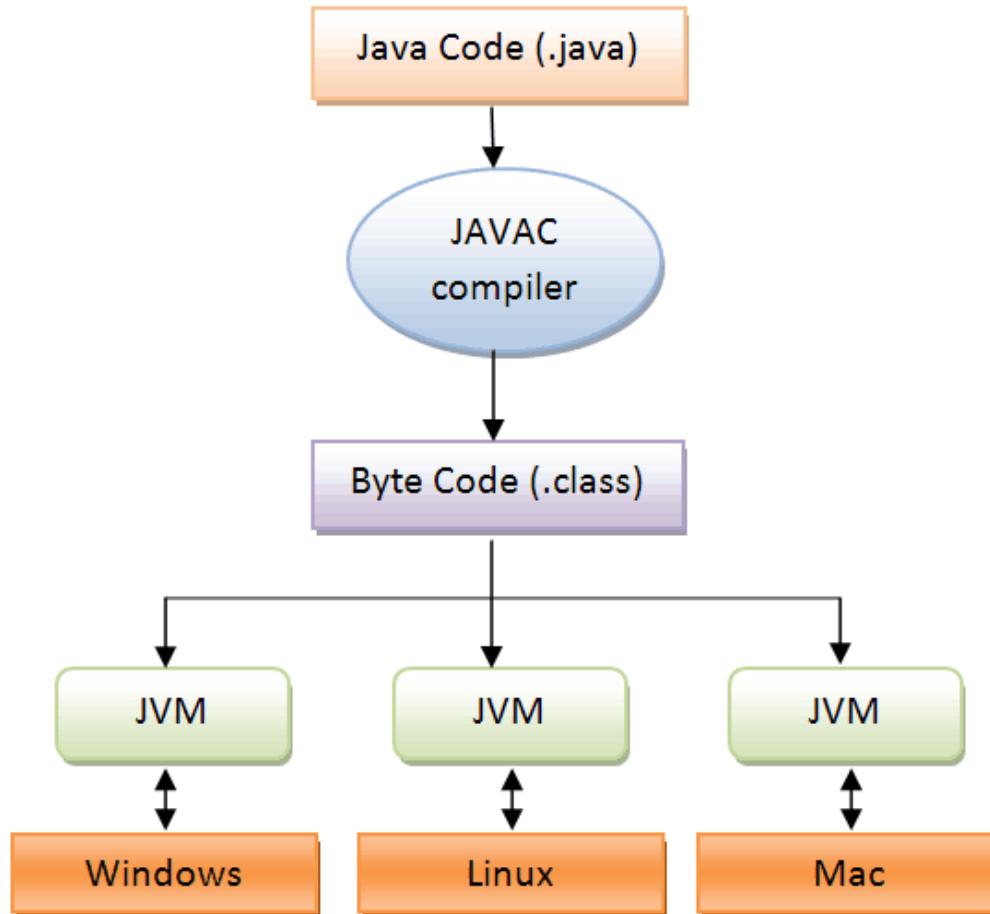 Java Code (.java)
JAVAC
compiler
Byte Code (.class)
JVM
JVM
JVM
Windows
Linux
Mac